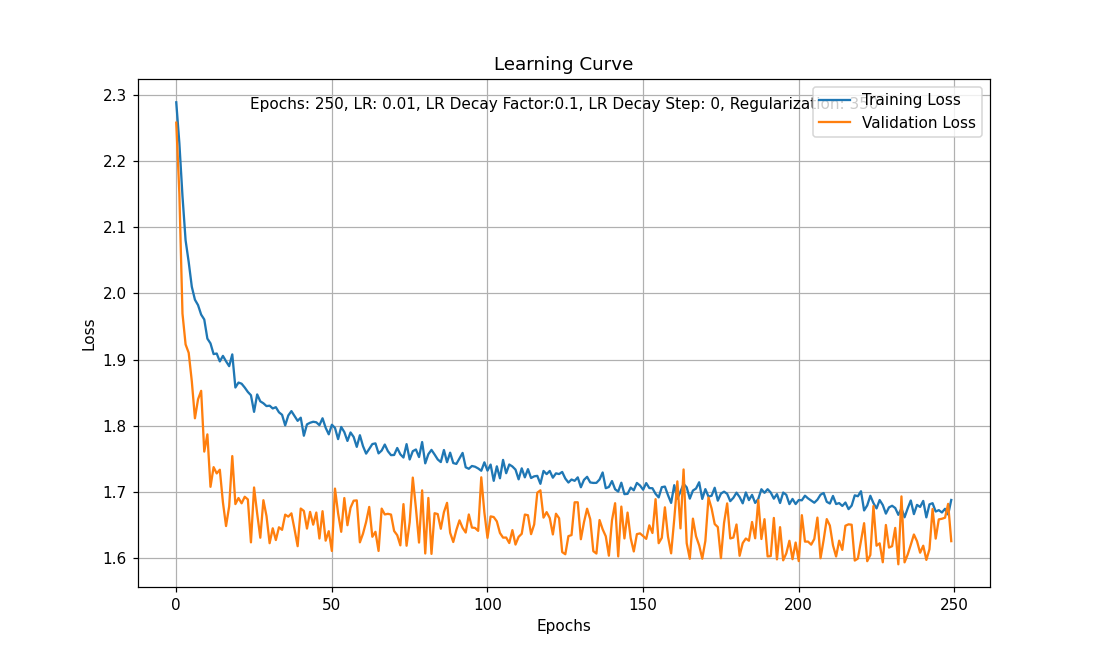 Learning Curve
Epochs: 250, LR: 0.01, LR Decay Factor:0.1, LR Decay Step: 0, Regularization: 350
Training Loss
Validation Loss
2.3
2.2
2.1
2.0
1.9
1.8
1.7
1.6
Loss
0 50 100 150 200 250
Epochs